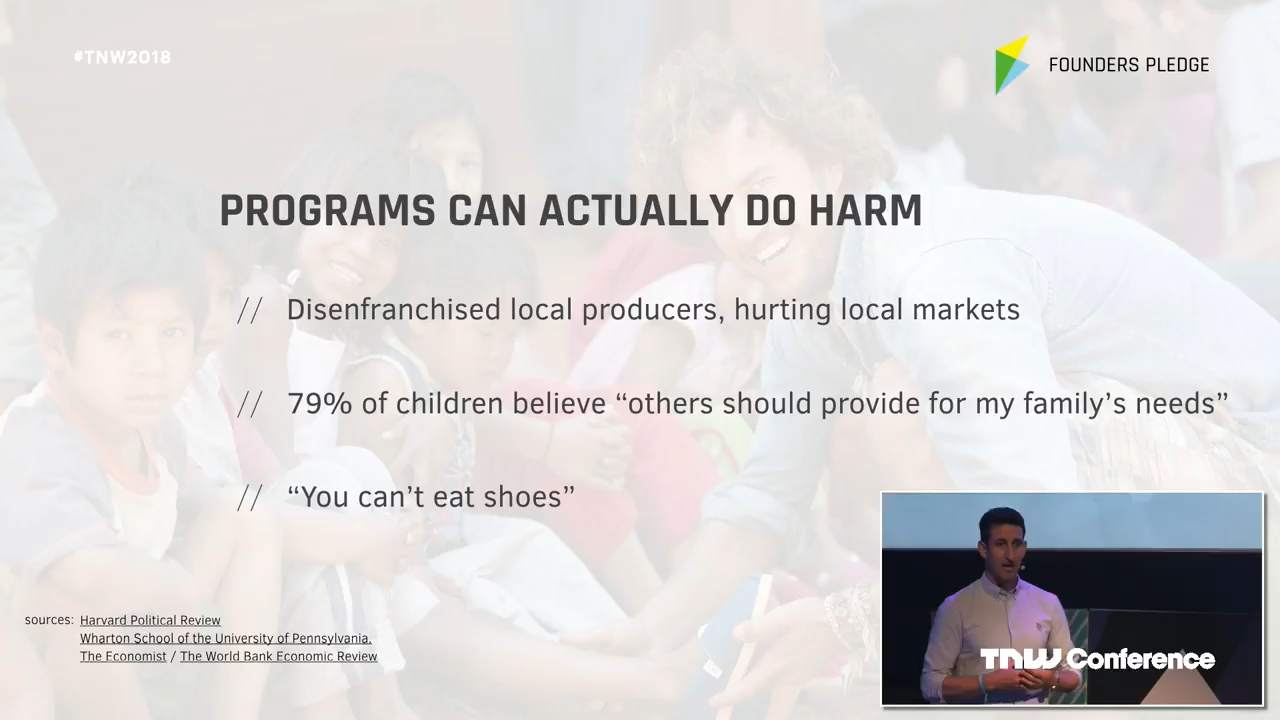 #TNW2018
FOUNDERS PLEDGE
PROGRAMS CAN ACTUALLY DO HARM
// Disenfranchised local producers, hurting local markets
// 79% of children believe “others should provide for my family’s needs”
// “You can’t eat shoes”
sources: Harvard Political Review
Wharton School of the University of Pennsylvania,
The Economist / The World Bank Economic Review
TNW Conference